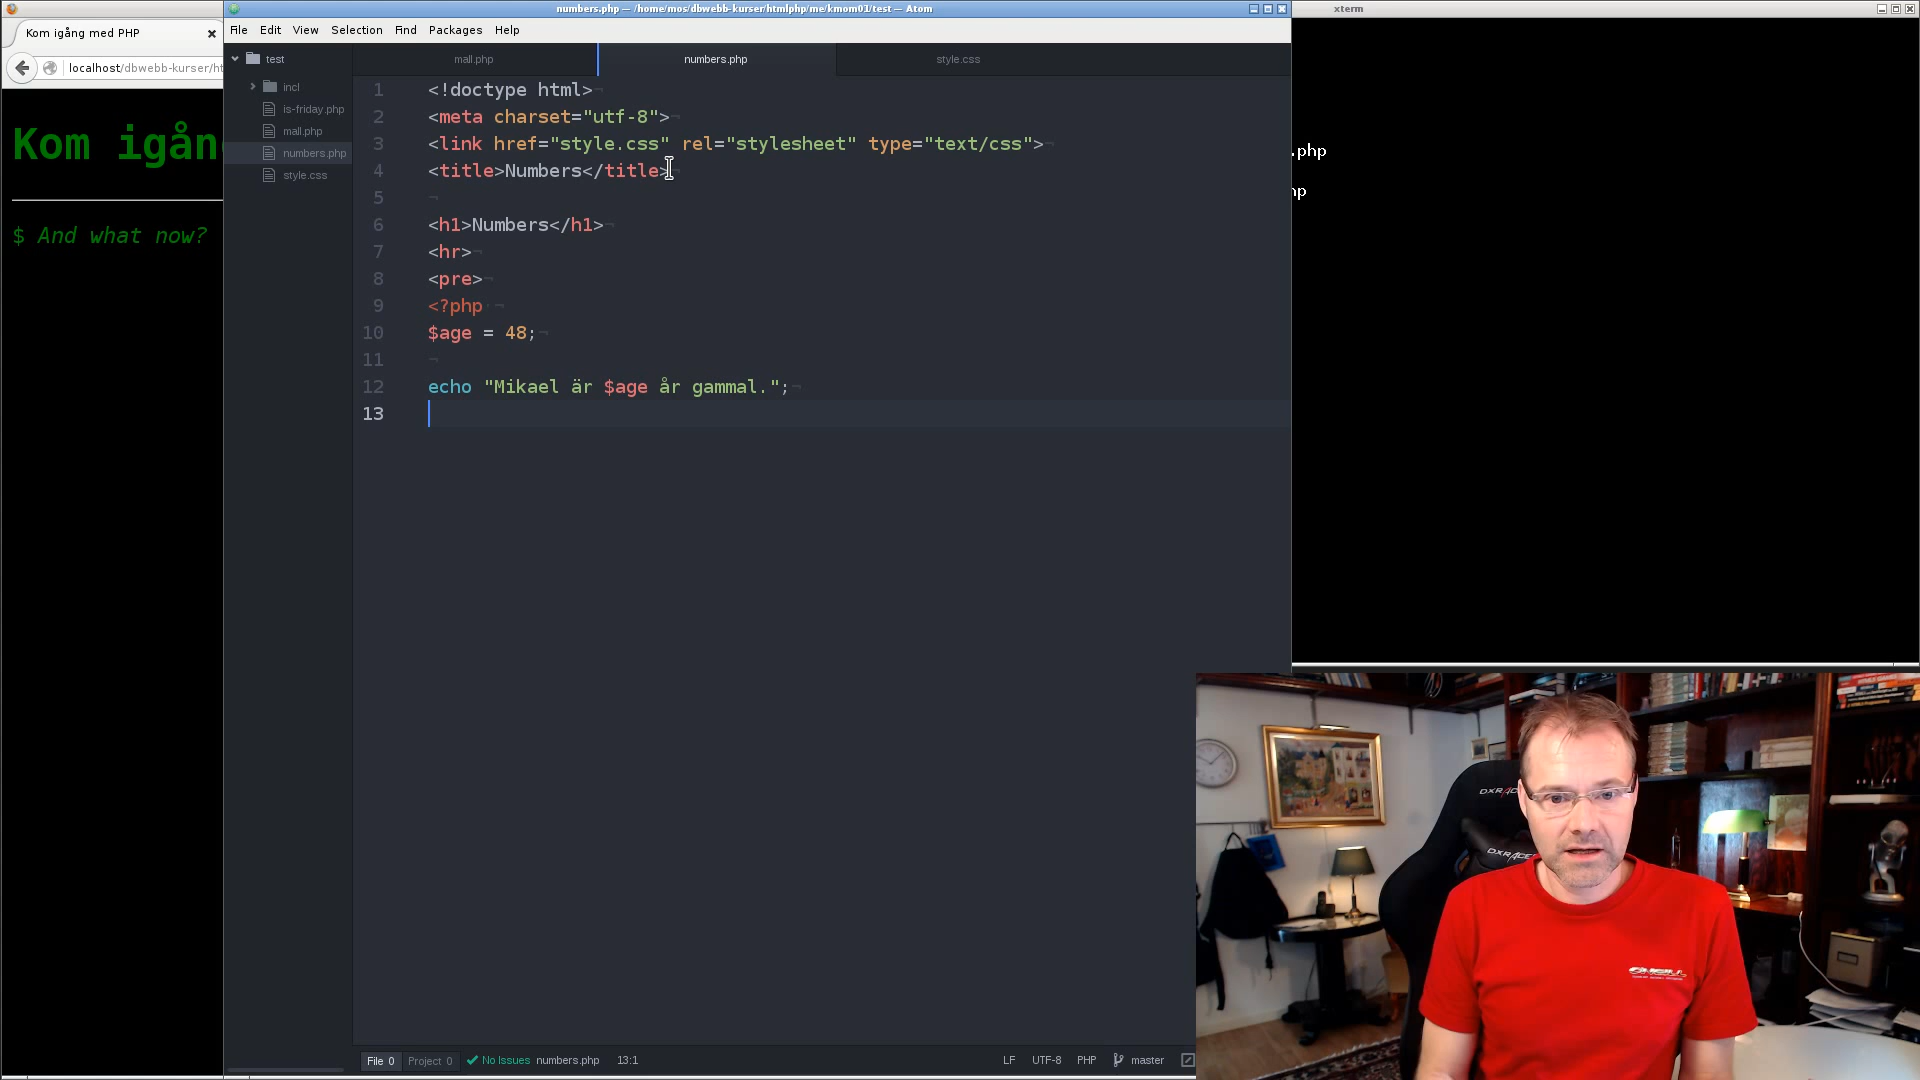 numbers.php — /home/mos/dbwebb-kurser/htmlphp/me/kmom01/test — Atom
xterm
Kom igång med PHP
localhost/dbwebb-kurser/ht
Kom igån
$ And what now?
File Edit View Selection Find Packages Help
test
incl
is-friday.php
mall.php
numbers.php
style.css
mall.php numbers.php style.css
1 <!doctype html>¬
2 <meta charset="utf-8">¬
3 <link href="style.css" rel="stylesheet" type="text/css">¬
4 <title>Numbers</title>¬
5 ¬
6 <h1>Numbers</h1>¬
7 <hr>¬
8 <pre>¬
9 <?php ¬
10 $age = 48;¬
11 ¬
12 echo "Mikael är $age år gammal.";¬
13
.php
hp
File 0 Project 0 No Issues numbers.php 13:1 LF UTF-8 PHP master
DXRACER